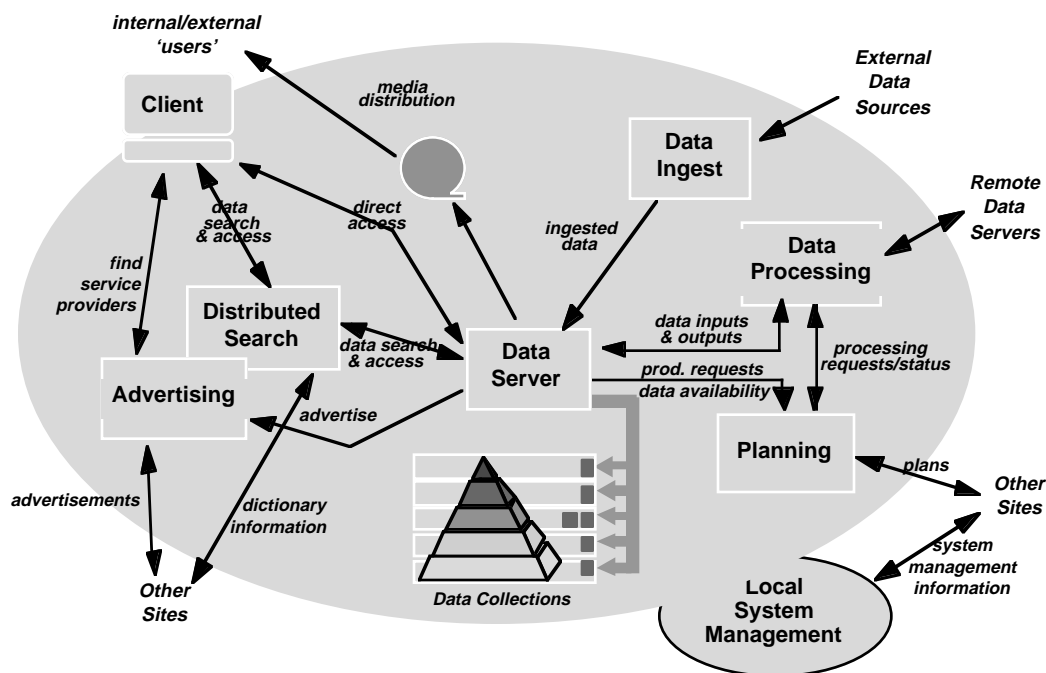 internal/external
‘users’
Client
media
distribution
External
Data
Sources
Data
Ingest
Remote
Data
Servers
data
search
& access
direct
access
ingested
data
Data
Processing
find
service
providers
Distributed
Search
data search
& access
Data
Server
data inputs
& outputs
processing
requests/status
prod. requests
data availability
Advertising
advertise
Planning
plans
Other
Sites
advertisements
dictionary
information
system
management
information
Other
Sites
Data Collections
Local
System
Management